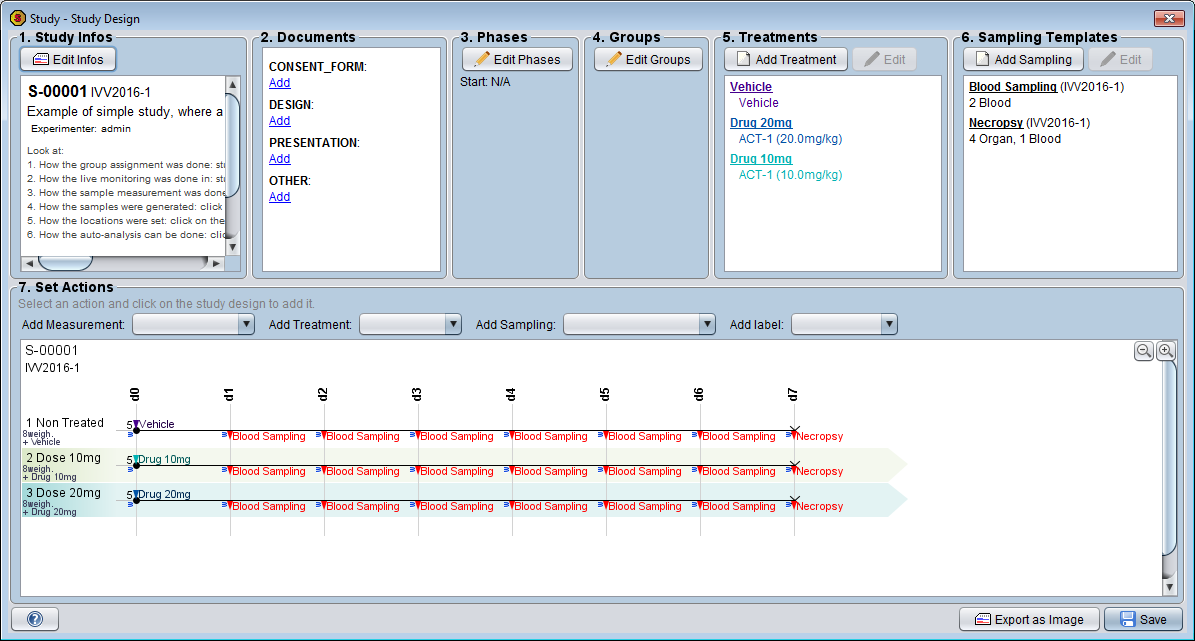 Study - Study Design
1. Study Infos
Edit Infos
S-00001 IVV2016-1
Example of simple study, where a
Experimenter: admin
Look at:
1. How the group assignment was done:
2. How the live monitoring was done in:
3. How the sample measurement was done
4. How the samples were generated: click
5. How the locations were set: click on the
6. How the auto-analysis can be done:
2. Documents
CONSENT_FORM:
Add
DESIGN:
Add
PRESENTATION:
Add
OTHER:
Add
3. Phases
Edit Phases
Start: N/A
4. Groups
Edit Groups
5. Treatments
Add Treatment Edit
Vehicle
Vehicle
Drug 20mg
ACT-1 (20.0mg/kg)
Drug 10mg
ACT-1 (10.0mg/kg)
6. Sampling Templates
Add Sampling Edit
Blood Sampling (IVV2016-1)
2 Blood
Necropsy (IVV2016-1)
4 Organ, 1 Blood
7. Set Actions
Select an action and click on the study design to add it.
Add Measurement: Add Treatment: Add Sampling: Add label:
S-00001
IVV2016-1
d0 d1 d2 d3 d4 d5 d6 d7
1 Non Treated 5 Vehicle
8weigh. Blood Sampling Blood Sampling Blood Sampling Blood Sampling Blood Sampling Blood Sampling Necropsy
+ Vehicle
2 Dose 10mg 5 Drug 10mg
8weigh. Blood Sampling Blood Sampling Blood Sampling Blood Sampling Blood Sampling Blood Sampling Necropsy
+ Drug 10mg
3 Dose 20mg 5 Drug 20mg
8weigh. Blood Sampling Blood Sampling Blood Sampling Blood Sampling Blood Sampling Blood Sampling Necropsy
+ Drug 20mg
Export as Image Save